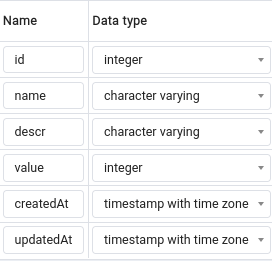 Name Data type
id integer
name character varying
descr character varying
value integer
createdAt timestamp with time zone
updatedAt timestamp with time zone